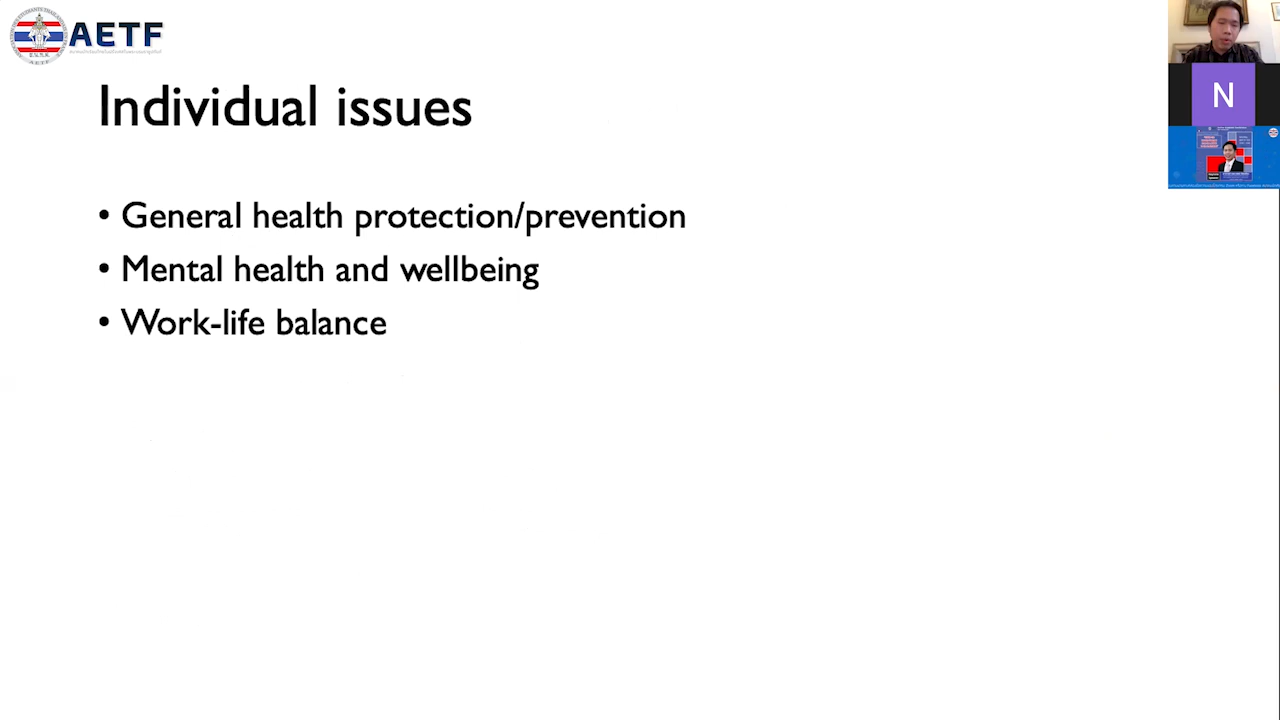 AETF
Individual issues
• General health protection/prevention
• Mental health and wellbeing
• Work-life balance
N